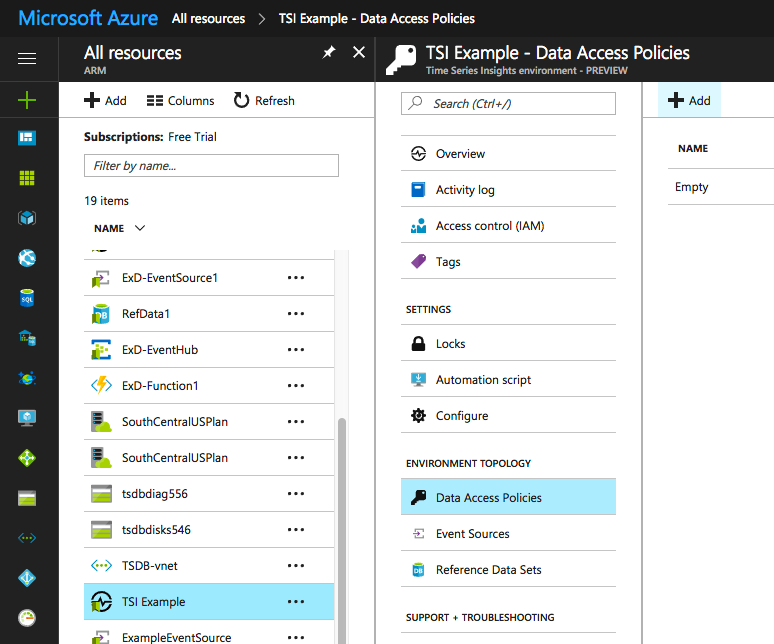 Microsoft Azure All resources > TSI Example - Data Access Policies
All resources
ARM
Add Columns Refresh
Subscriptions: Free Trial
Filter by name...
19 items
NAME
ExD-EventSource1
RefData1
ExD-EventHub
ExD-Function1
SouthCentralUSPlan
SouthCentralUSPlan
tsdbdiag556
tsdbdisks546
TSDB-vnet
TSI Example
ExampleEventSource
TSI Example - Data Access Policies
Time Series Insights environment - PREVIEW
Search (Ctrl+/)
Overview
Activity log
Access control (IAM)
Tags
SETTINGS
Locks
Automation script
Configure
ENVIRONMENT TOPOLOGY
Data Access Policies
Event Sources
Reference Data Sets
SUPPORT + TROUBLESHOOTING
Add
NAME
Empty